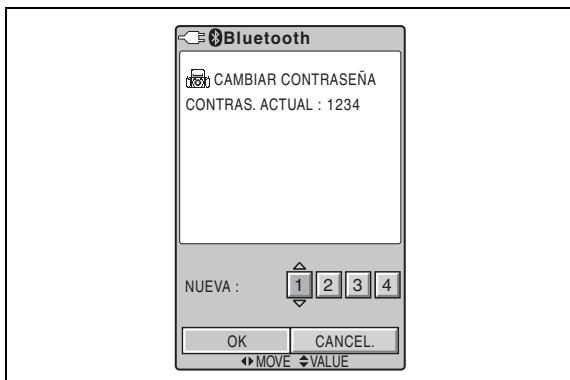 Bluetooth
CAMBIAR CONTRASEÑA
CONTRAS. ACTUAL : 1234
NUEVA : 1 2 3 4
OK CANCEL.
MOVE VALUE